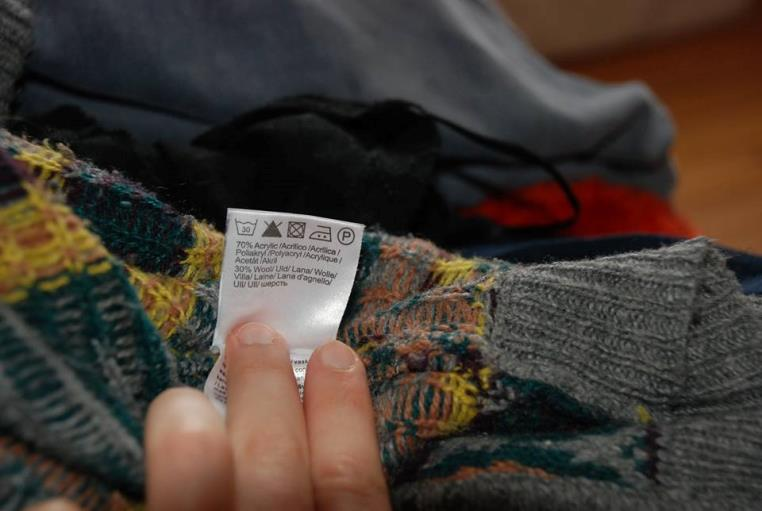 30
P
70% Acrylic /Acrílico /Acrílica /
Poliakryl /Polyacryl /Acrylique /
Acetát /Akril
30% Wool/ Uld/ Lana/ Wolle/
Villa/ Laine/ Lana d'agnello/
Ull/ Ull/ шерсть